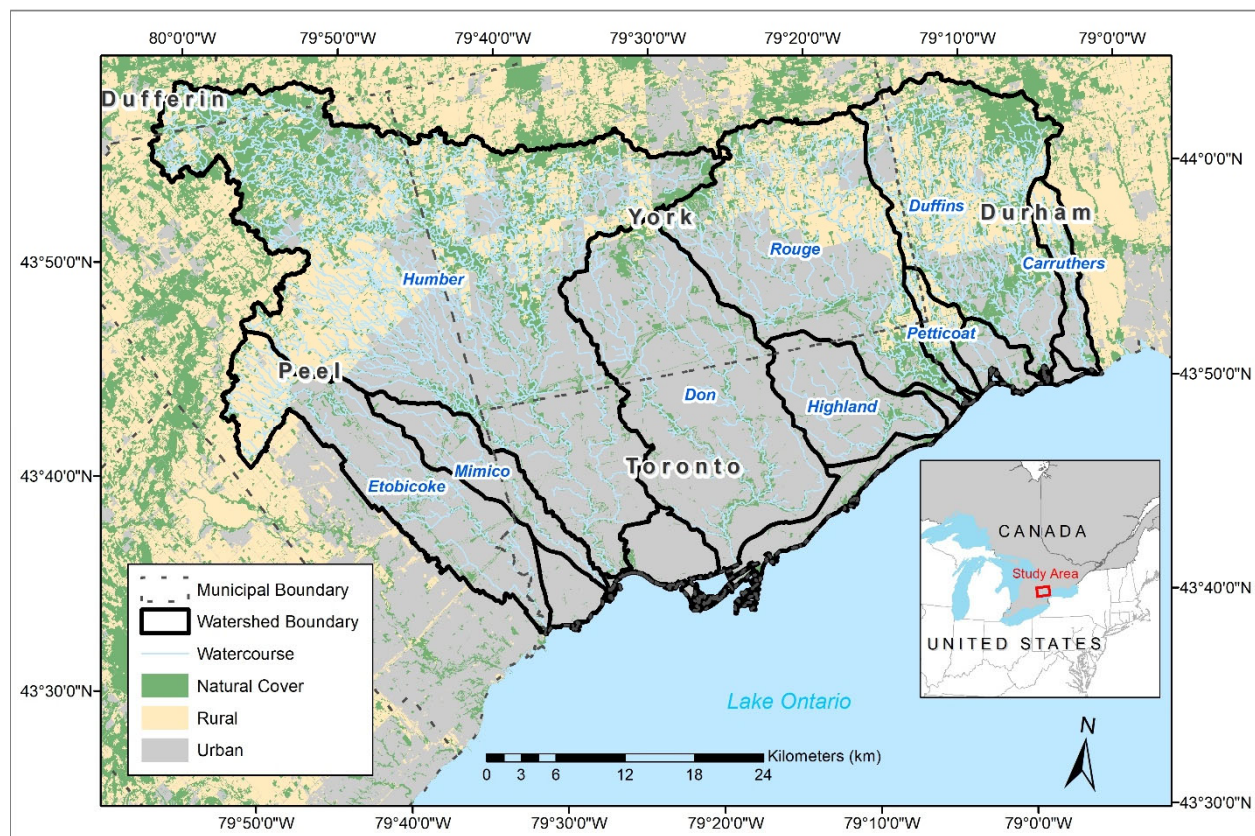 80°0'0"W 79°50'0"W 79°40'0"W 79°30'0"W 79°20'0"W 79°10'0"W 79°0'0"W
Dufferin
44°0'0"N
Duffins
York
Durham
Rouge
43°50'0"N
Humber
Carruthers
Petticoat
Peel
43°50'0"N
Don
Highland
Mimico
Toronto
43°40'0"N
Etobicoke
CANADA
Study Area
UNITED STATES
43°40'0"N
Municipal Boundary
Watershed Boundary
Watercourse
Natural Cover
Rural
Urban
43°30'0"N
Lake Ontario
N
Kilometers (km)
0 3 6 12 18 24
43°30'0"N
79°50'0"W 79°40'0"W 79°30'0"W 79°20'0"W 79°10'0"W 79°0'0"W